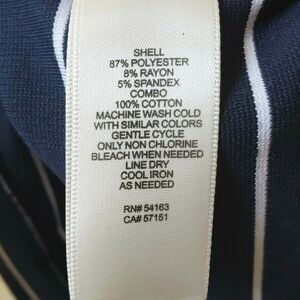 SHELL
87% POLYESTER
8% RAYON
5% SPANDEX
COMBO
100% COTTON
MACHINE WASH COLD
WITH SIMILAR COLORS
GENTLE CYCLE
ONLY NON CHLORINE
BLEACH WHEN NEEDED
LINE DRY
COOL IRON
AS NEEDED
RN# 54163
CA# 57151